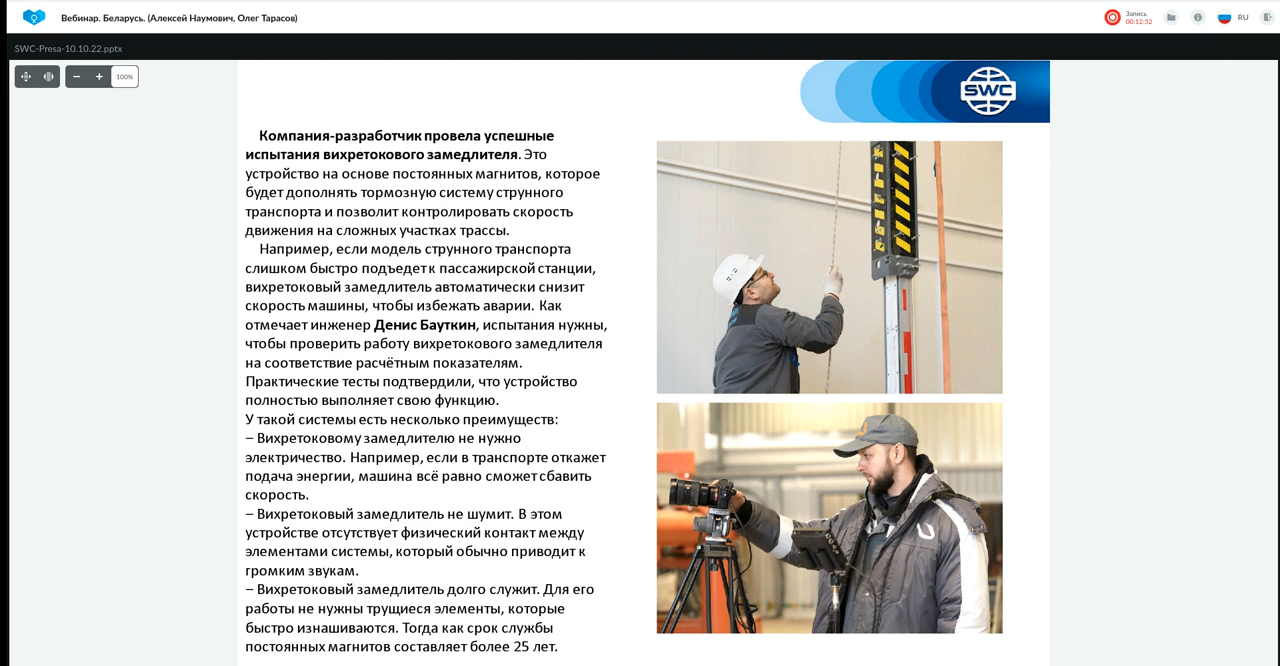 Вебинар. Беларусь. (Алексей Наумович, Олег Тарасов)
Запись
00:12:52
RU
SWC-Presa-10.10.22.pptx
100%
SWC
Компания-разработчик провела успешные
испытания вихретокового замедлителя. Это
устройство на основе постоянных магнитов, которое
будет дополнять тормозную систему струнного
транспорта и позволит контролировать скорость
движения на сложных участках трассы.
Например, если модель струнного транспорта
слишком быстро подъедет к пассажирской станции,
вихретоковый замедлитель автоматически снизит
скорость машины, чтобы избежать аварии. Как
отмечает инженер Денис Бауткин, испытания нужны,
чтобы проверить работу вихретокового замедлителя
на соответствие расчётным показателям.
Практические тесты подтвердили, что устройство
полностью выполняет свою функцию.
У такой системы есть несколько преимуществ:
– Вихретоковому замедлителю не нужно
электричество. Например, если в транспорте откажет
подача энергии, машина всё равно сможет сбавить
скорость.
– Вихретоковый замедлитель не шумит. В этом
устройстве отсутствует физический контакт между
элементами системы, который обычно приводит к
громким звукам.
– Вихретоковый замедлитель долго служит. Для его
работы не нужны трущиеся элементы, которые
быстро изнашиваются. Тогда как срок службы
постоянных магнитов составляет более 25 лет.